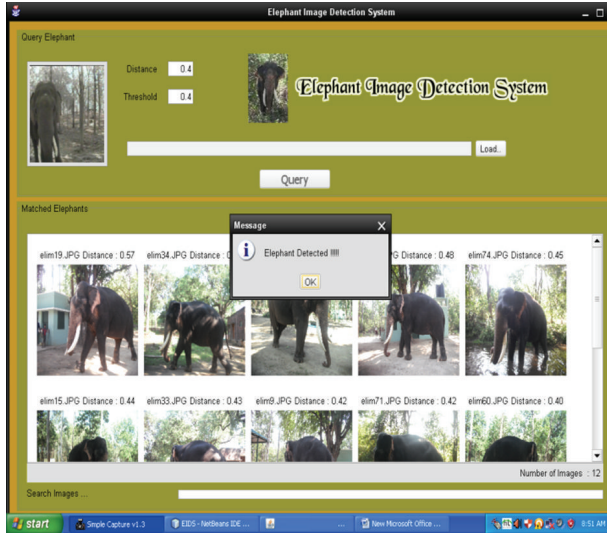 Elephant Image Detection System
Query Elephant
Distance 0.4
Threshold 0.4
Elephant Image Detection System
Load..
Query
Matched Elephants
Message
Elephant Detected !!!!!
OK
elim19.JPG Distance : 0.57 elim34.JPG Distance : G Distance : 0.48 elim74.JPG Distance : 0.45
elim15.JPG Distance : 0.44 elim33.JPG Distance : 0.43 elim9.JPG Distance : 0.42 elim71.JPG Distance : 0.42 elim60.JPG Distance : 0.40
Number of Images : 12
Search Images ...
start Simple Capture v1.3 EIDS - NetBeans IDE ... ... New Microsoft Office ... 8:51 AM